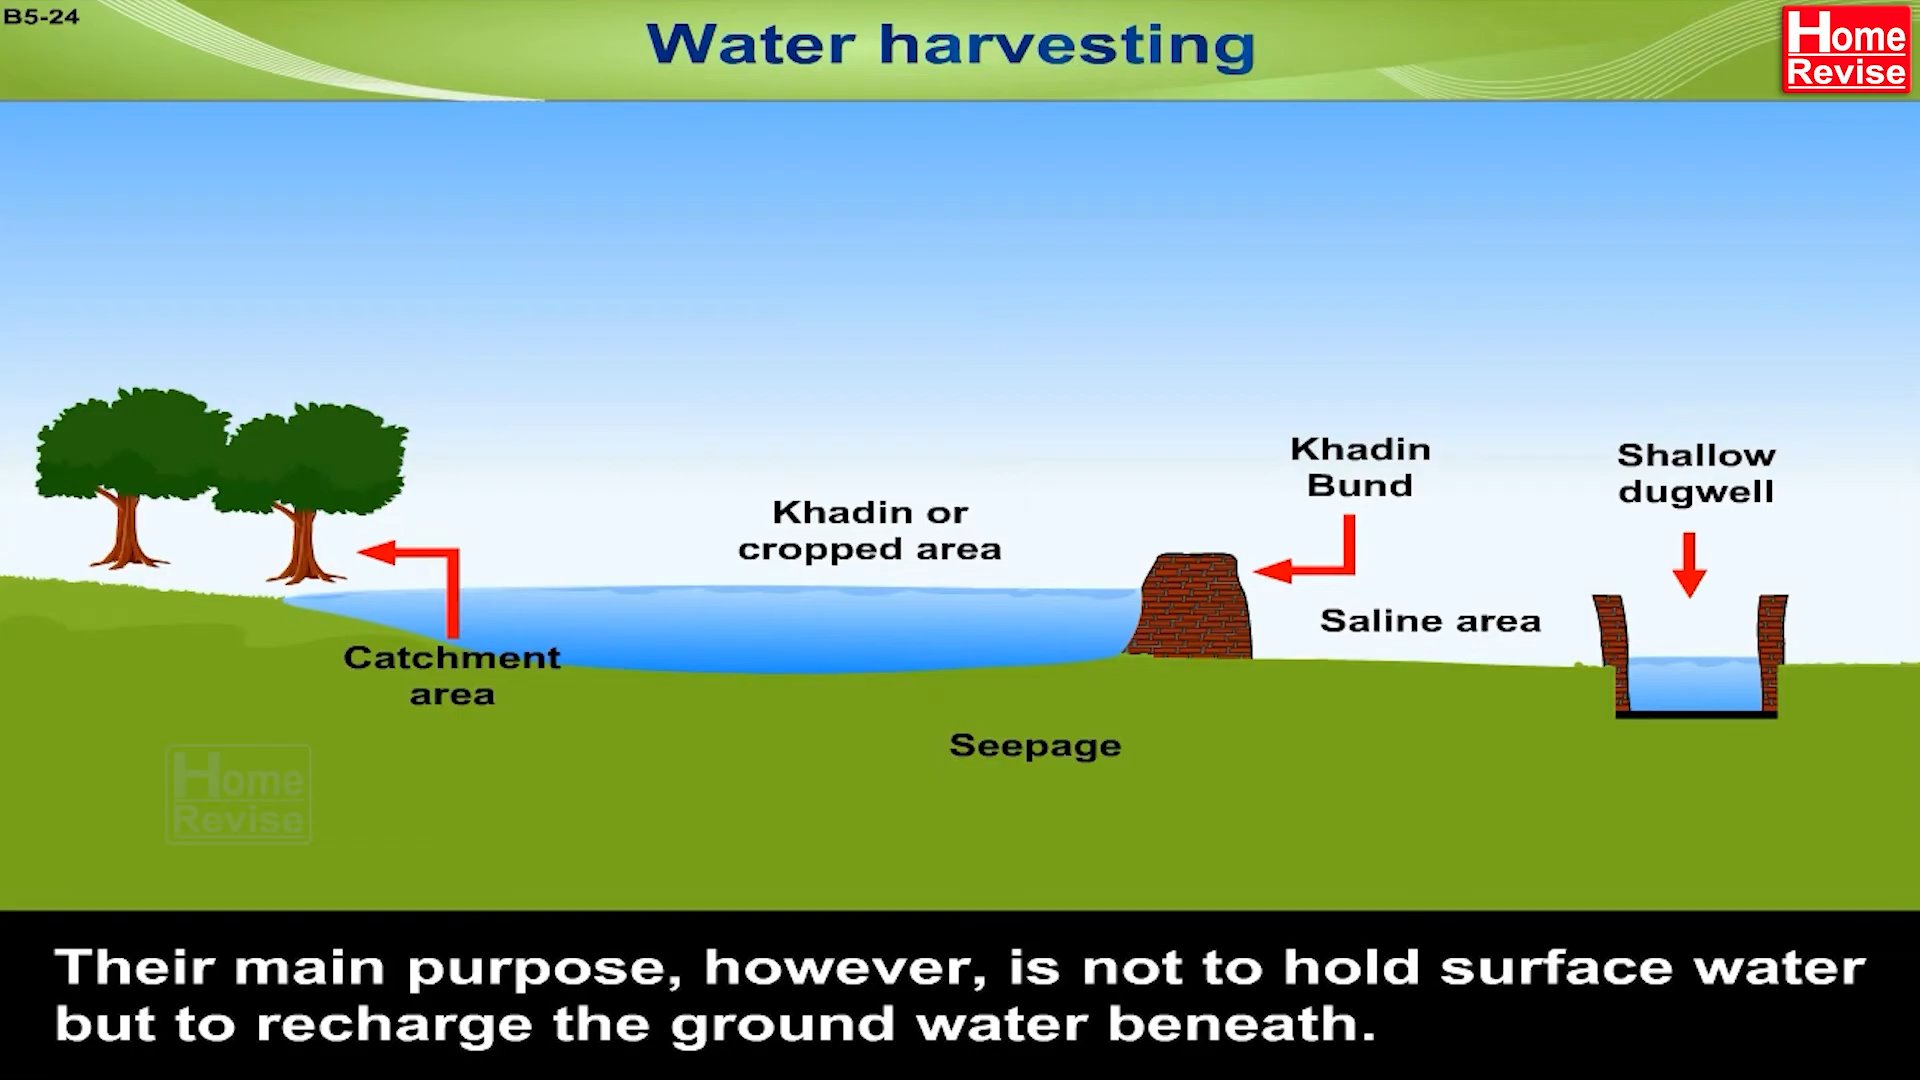 B5-24
Water harvesting
Home
Revise
Khadin
Bund
Shallow
dugwell
Khadin or
cropped area
Saline area
Catchment
area
Seepage
Home
Revise
Their main purpose, however, is not to hold surface water
but to recharge the ground water beneath.